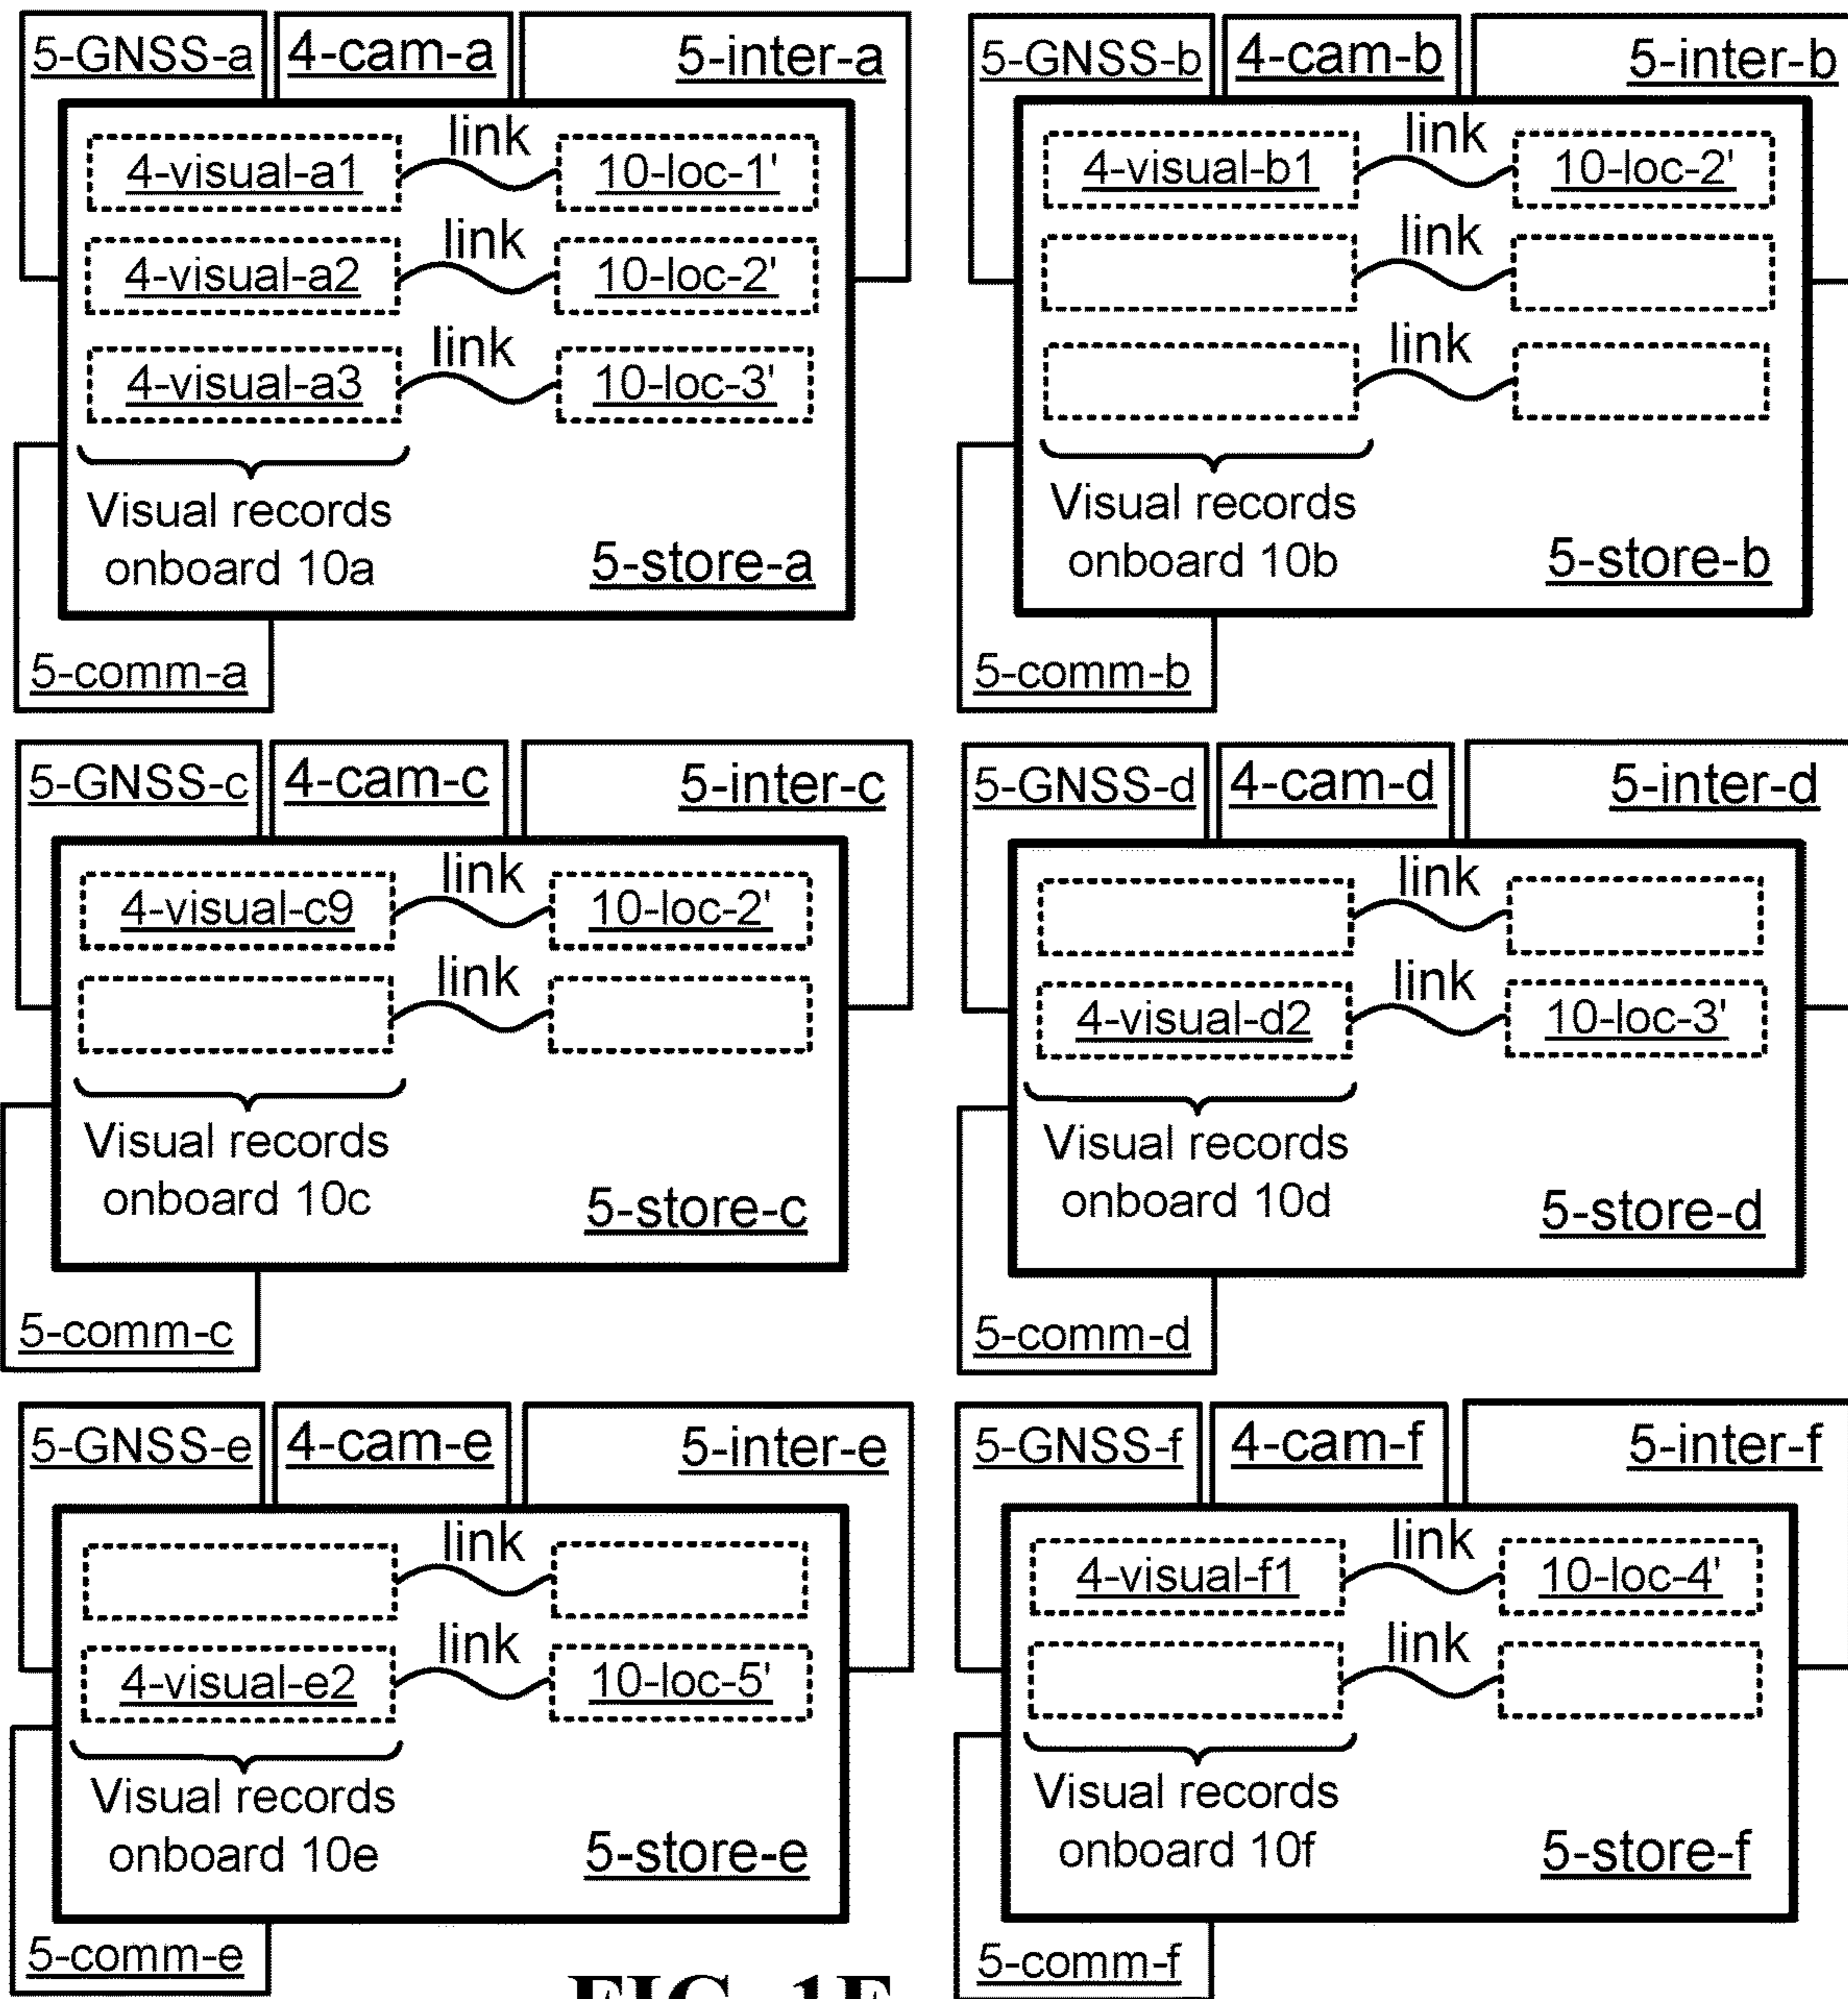 5-GNSS-a 4-cam-a 5-inter-a
link
4-visual-a1 10-loc-1'
link
4-visual-a2 10-loc-2'
link
4-visual-a3 10-loc-3'
Visual records
onboard 10a
5-store-a
5-comm-a
5-GNSS-b 4-cam-b 5-inter-b
link
4-visual-b1 10-loc-2'
link
link
Visual records
onboard 10b
5-store-b
5-comm-b
5-GNSS-c 4-cam-c 5-inter-c
link
4-visual-c9 10-loc-2'
link
Visual records
onboard 10c
5-store-c
5-comm-c
5-GNSS-d 4-cam-d 5-inter-d
link
link
4-visual-d2 10-loc-3'
Visual records
onboard 10d
5-store-d
5-comm-d
5-GNSS-e 4-cam-e 5-inter-e
link
link
4-visual-e2 10-loc-5'
Visual records
onboard 10e
5-store-e
5-comm-e
5-GNSS-f 4-cam-f 5-inter-f
link
4-visual-f1 10-loc-4'
link
Visual records
onboard 10f
5-store-f
5-comm-f
FIG.